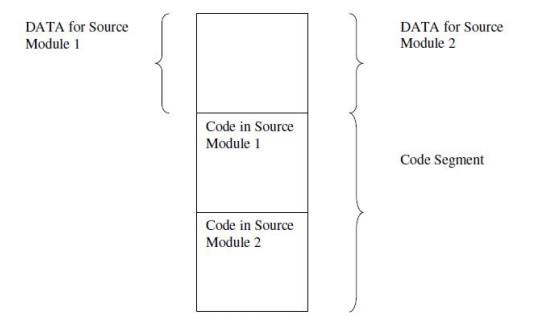 DATA for Source
Module 1
DATA for Source
Module 2
Code in Source
Module 1
Code Segment
Code in Source
Module 2